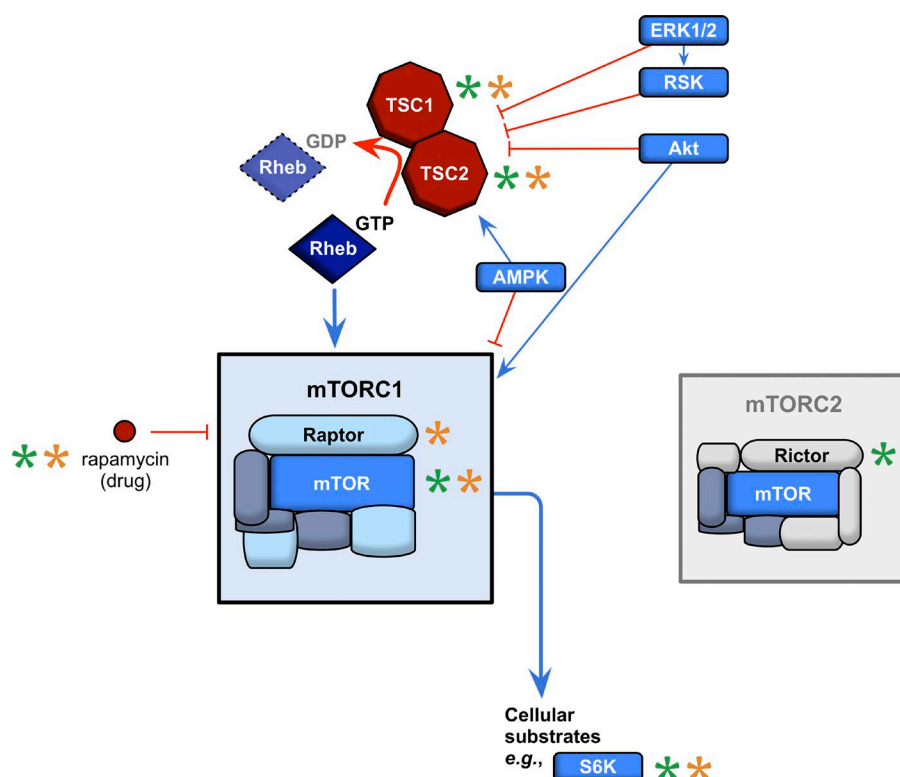 ERK1/2
RSK
TSC1
GDP
Akt
Rheb
TSC2
GTP
Rheb
AMPK
mTORC1
mTORC2
Raptor
Rictor
rapamycin
(drug)
mTOR
mTOR
Cellular
substrates
e.g., S6K